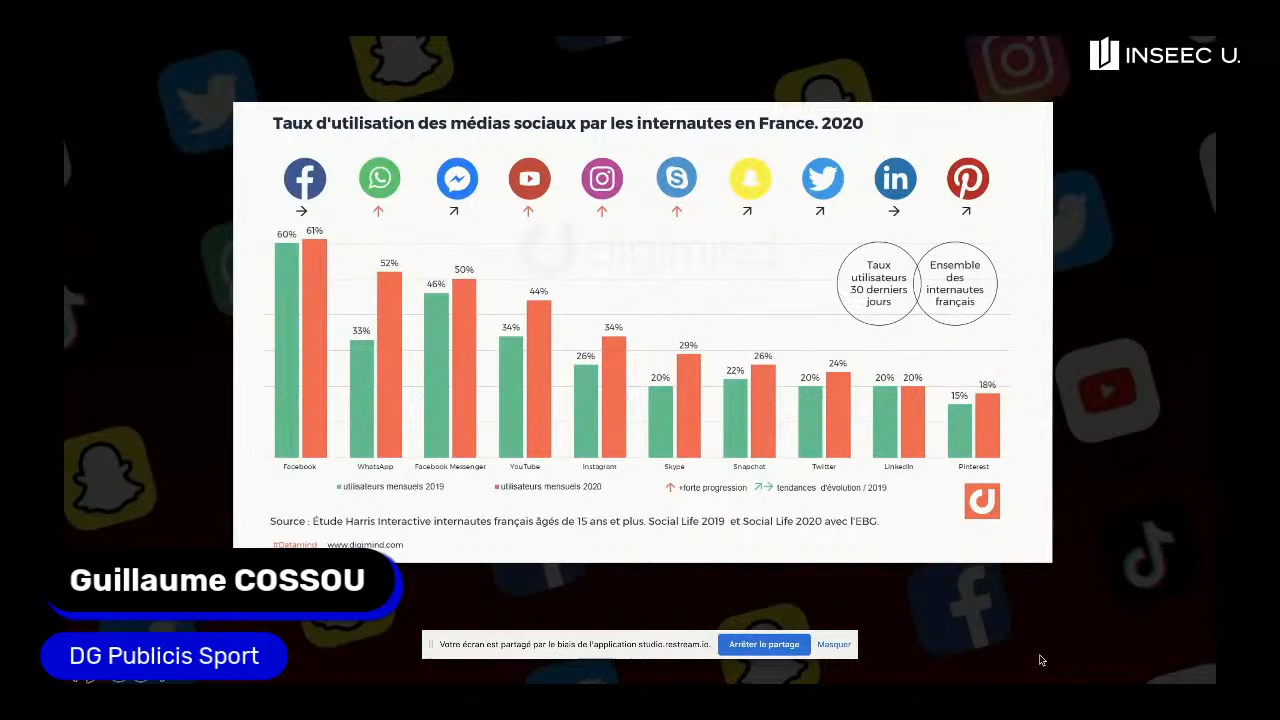 INSEEC U.
Taux d'utilisation des médias sociaux par les internautes en France. 2020
60% 61%
33% 52%
46% 50%
34% 44%
26% 34%
20% 29%
22% 26%
20% 24%
20% 20%
15% 18%
Taux
utilisateurs
30 derniers
jours
Ensemble
des
internautes
français
Facebook
WhatsApp
Facebook Messenger
YouTube
Instagram
Skype
Snapchat
Twitter
LinkedIn
Pinterest
utilisateurs mensuels 2019
utilisateurs mensuels 2020
+forte progression
tendances d'évolution / 2019
Source : Étude Harris Interactive internautes français âgés de 15 ans et plus. Social Life 2019 et Social Life 2020 avec l'EBG.
#Datamind www.digimind.com
Guillaume COSSOU
DG Publicis Sport
Votre écran est partagé par le biais de l'application studio.restream.io.
Arrêter le partage
Masquer
digimind